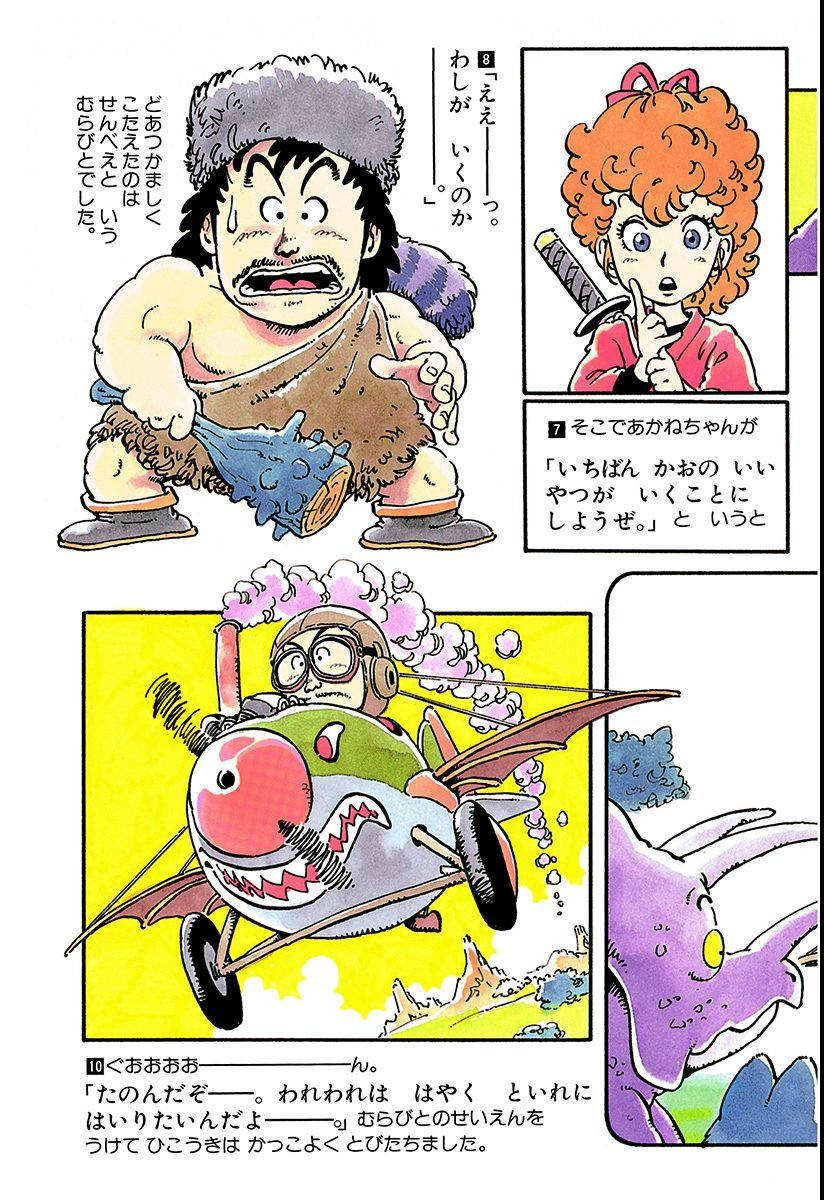 7 そこであかねちゃんが
「いちばん かおの いい
やつが いくことに
しようぜ。」と いうと
8「ええ――――っ。
わしが いくのか
――――。」
どあつかましく
こたえたのは
せんべえと いう
むらびとでした。
10 ぐおおおお――――――ん。
「たのんだぞ――。われわれは はやく といれに
はいりたいんだよ―――。」むらびとのせいえんを
うけて ひこうきは かっこよく とびたちました。